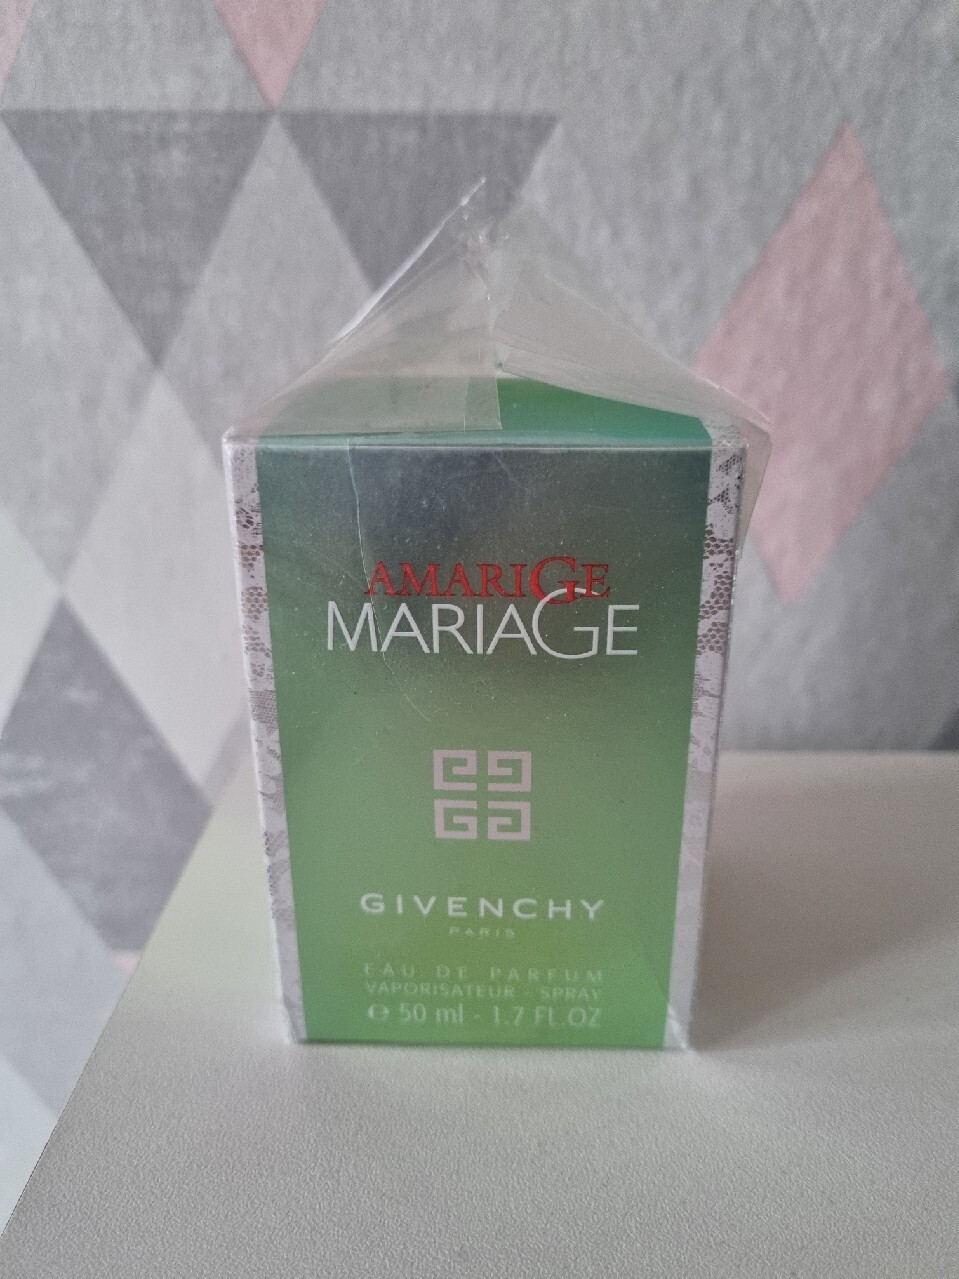 AMARIGE
MARIAGE
GIVENCHY
PARIS
EAU DE PARFUM
VAPORISATEUR - SPRAY
℮ 50 ml - 1.7 FL.OZ